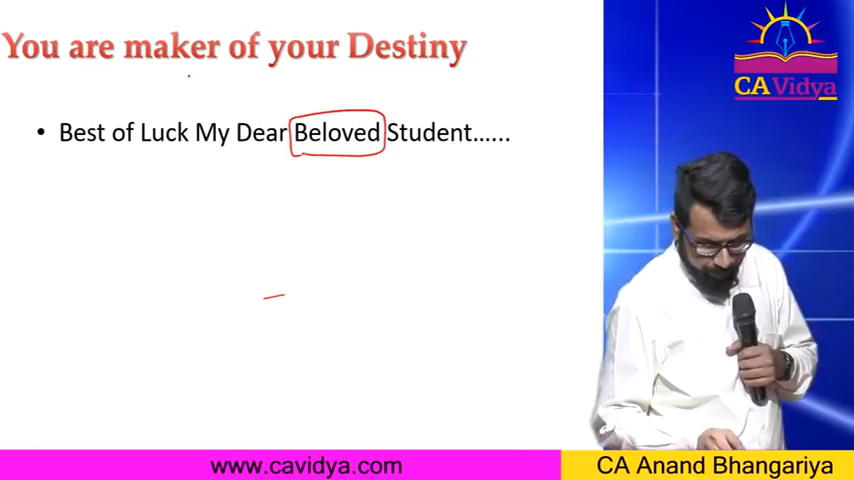 You are maker of your Destiny
• Best of Luck My Dear Beloved Student......
CA Vidya
www.cavidya.com
CA Anand Bhangariya